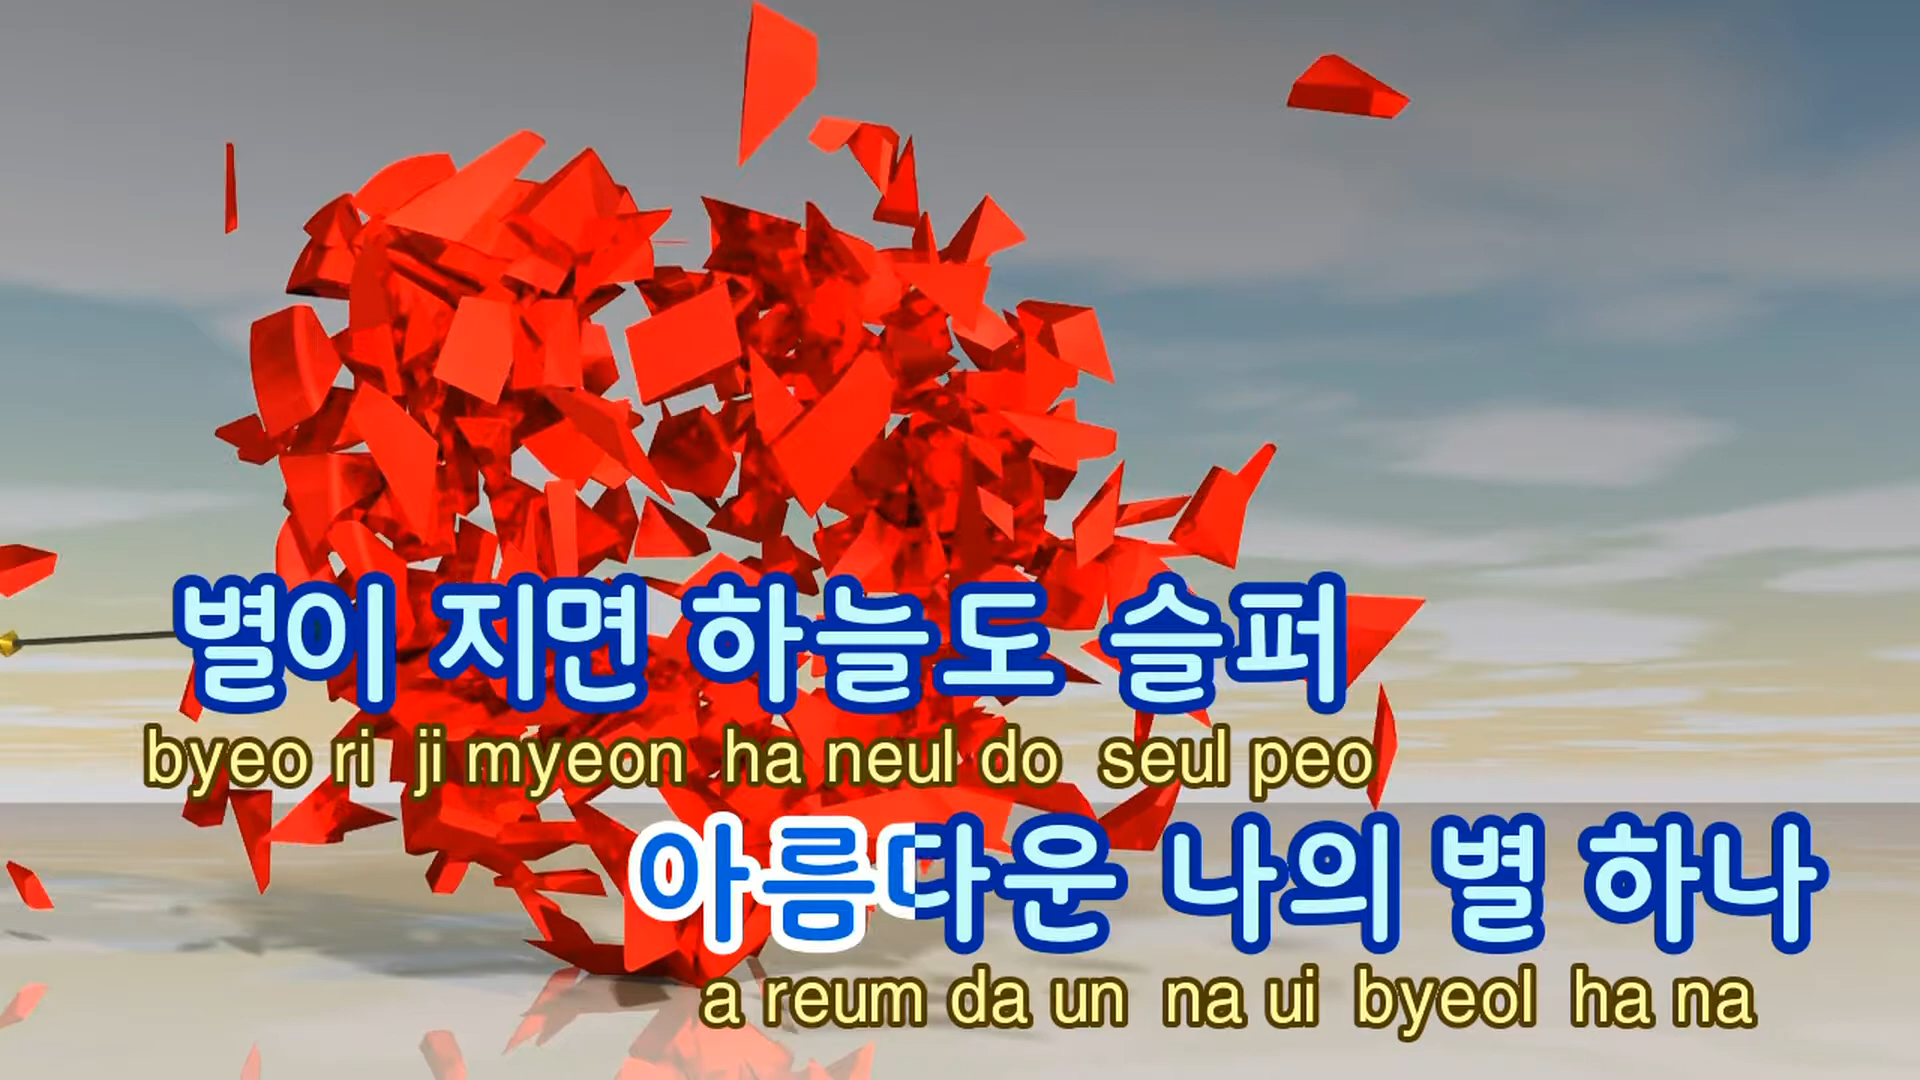 별이 지면 하늘도 슬퍼
byeo ri ji myeon ha neul do seul peo
아름다운 나의 별 하나
a reum da un na ui byeol ha na